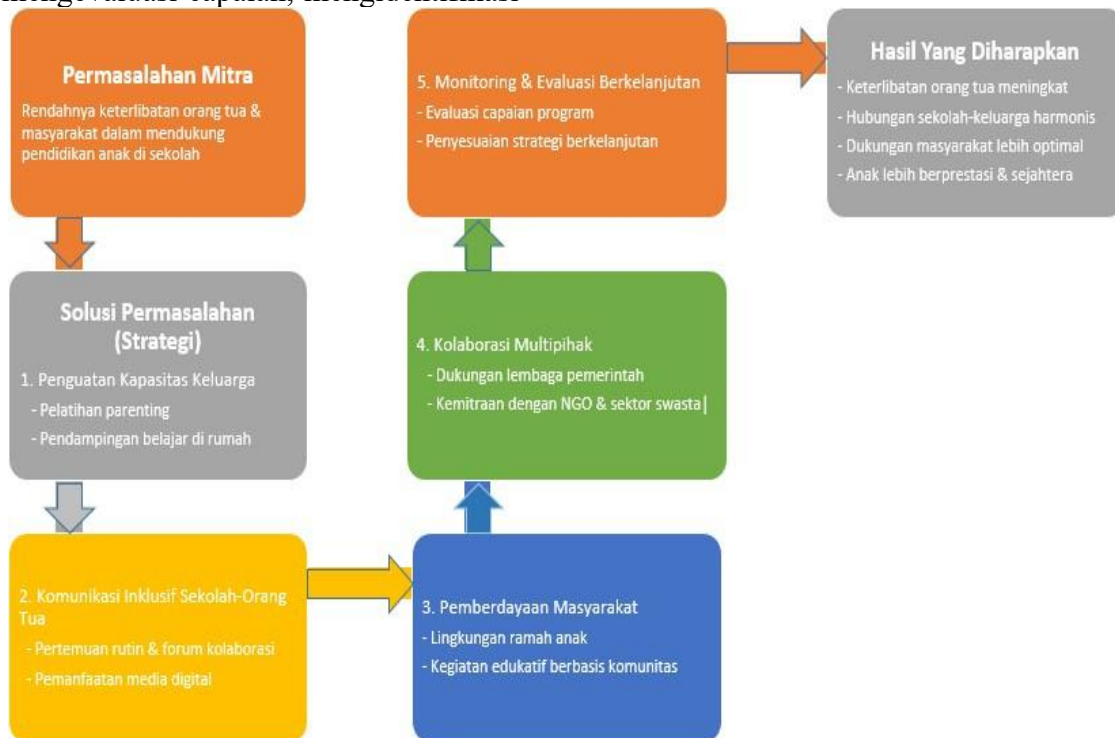 mengevaluasi capaian, mengidentifikasi
Permasalahan Mitra
Rendahnya keterlibatan orang tua &
masyarakat dalam mendukung
pendidikan anak di sekolah
Solusi Permasalahan
(Strategi)
1. Penguatan Kapasitas Keluarga
- Pelatihan parenting
- Pendampingan belajar di rumah
2. Komunikasi Inklusif Sekolah-Orang
Tua
- Pertemuan rutin & forum kolaborasi
- Pemanfaatan media digital
3. Pemberdayaan Masyarakat
- Lingkungan ramah anak
- Kegiatan edukatif berbasis komunitas
4. Kolaborasi Multipihak
- Dukungan lembaga pemerintah
- Kemitraan dengan NGO & sektor swasta
5. Monitoring & Evaluasi Berkelanjutan
- Evaluasi capaian program
- Penyesuaian strategi berkelanjutan
Hasil Yang Diharapkan
- Keterlibatan orang tua meningkat
- Hubungan sekolah-keluarga harmonis
- Dukungan masyarakat lebih optimal
- Anak lebih berprestasi & sejahtera